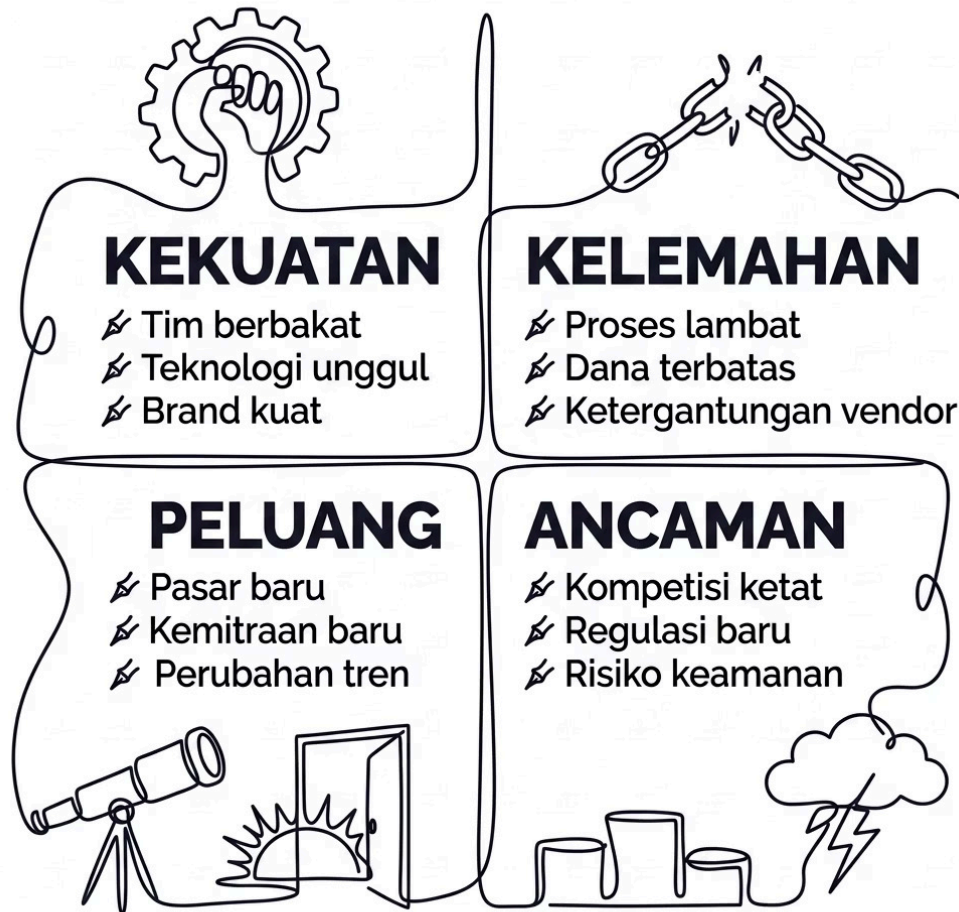 KEKUATAN
Tim berbakat
Teknologi unggul
Brand kuat
KELEMAHAN
Proses lambat
Dana terbatas
Ketergantungan vendor
PELUANG
Pasar baru
Kemitraan baru
Perubahan tren
ANCAMAN
Kompetisi ketat
Regulasi baru
Risiko keamanan